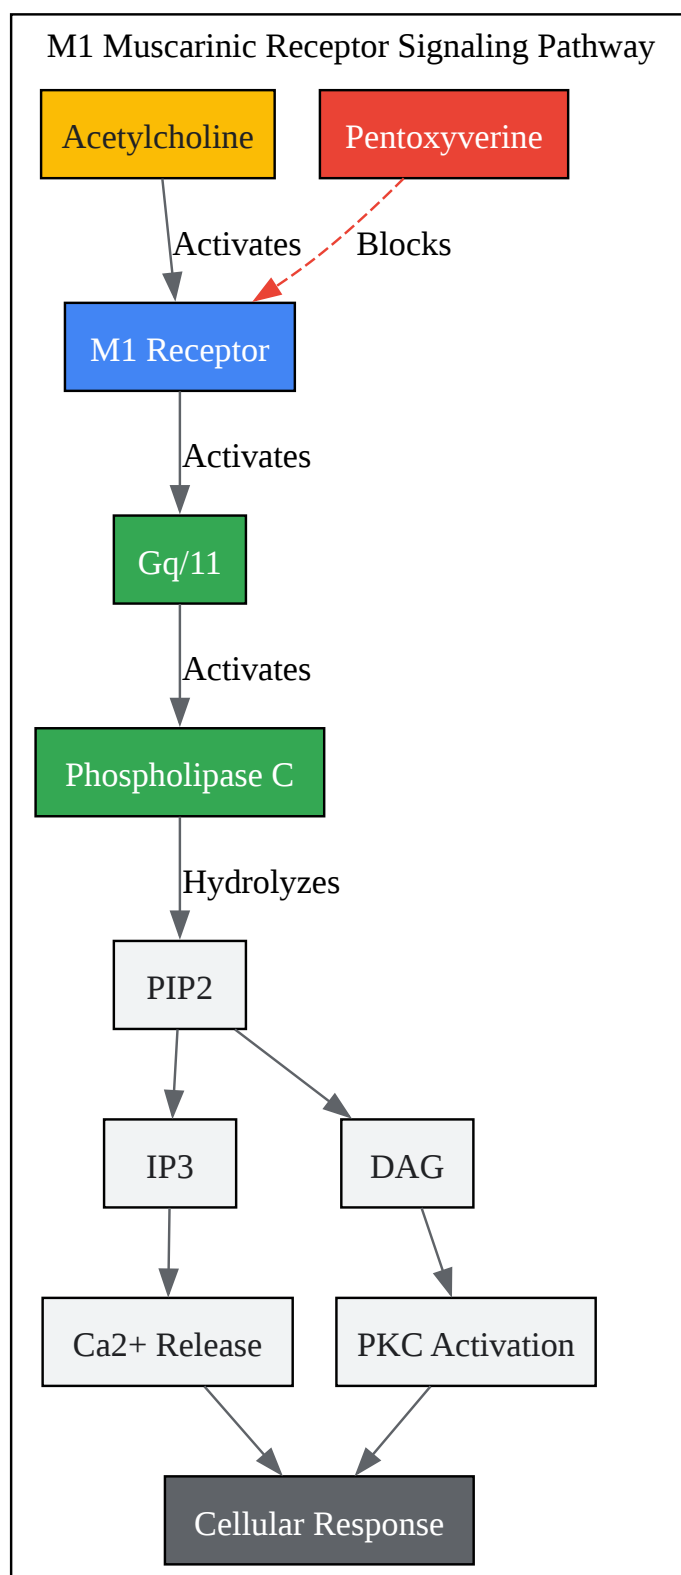 M1 Muscarinic Receptor Signaling Pathway
Acetylcholine
Pentoxyverine
Activates
Blocks
M1 Receptor
Activates
Gq/11
Activates
Phospholipase C
Hydrolyzes
PIP2
IP3
DAG
Ca2+ Release
PKC Activation
Cellular Response